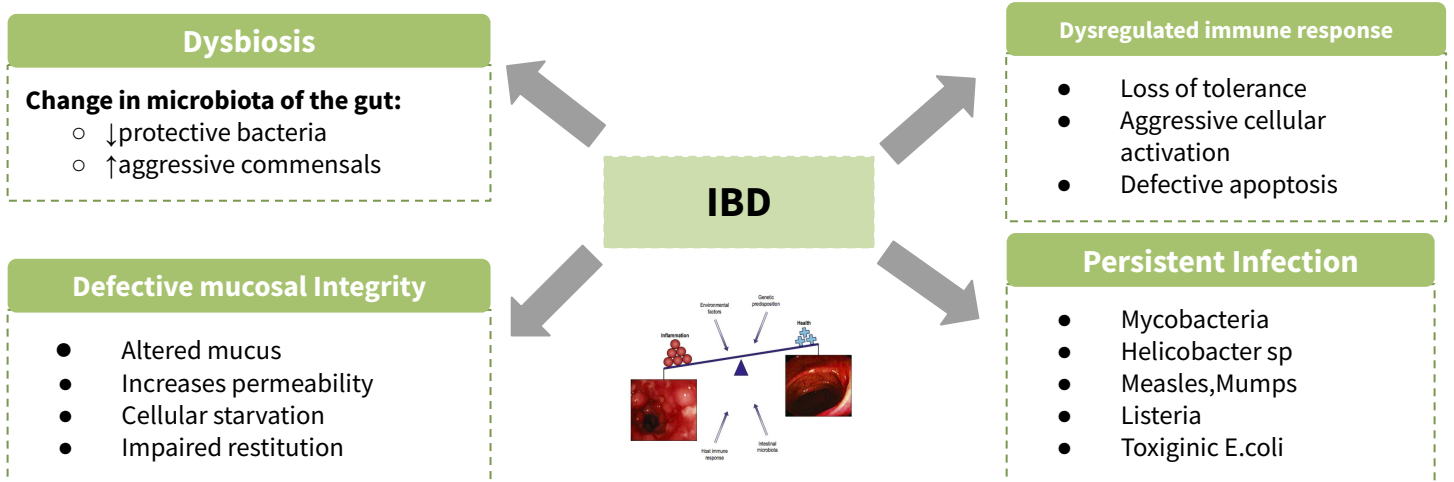 Dysbiosis
Change in microbiota of the gut:
○ ↓protective bacteria
○ ↑aggressive commensals
Dysregulated immune response
● Loss of tolerance
● Aggressive cellular
activation
● Defective apoptosis
IBD
Defective mucosal Integrity
● Altered mucus
● Increases permeability
● Cellular starvation
● Impaired restitution
Environmental
factors
Genetic
predisposition
Inflammation
Health
Host immune
response
Intestinal
microbiota
Persistent Infection
● Mycobacteria
● Helicobacter sp
● Measles,Mumps
● Listeria
● Toxiginic E.coli